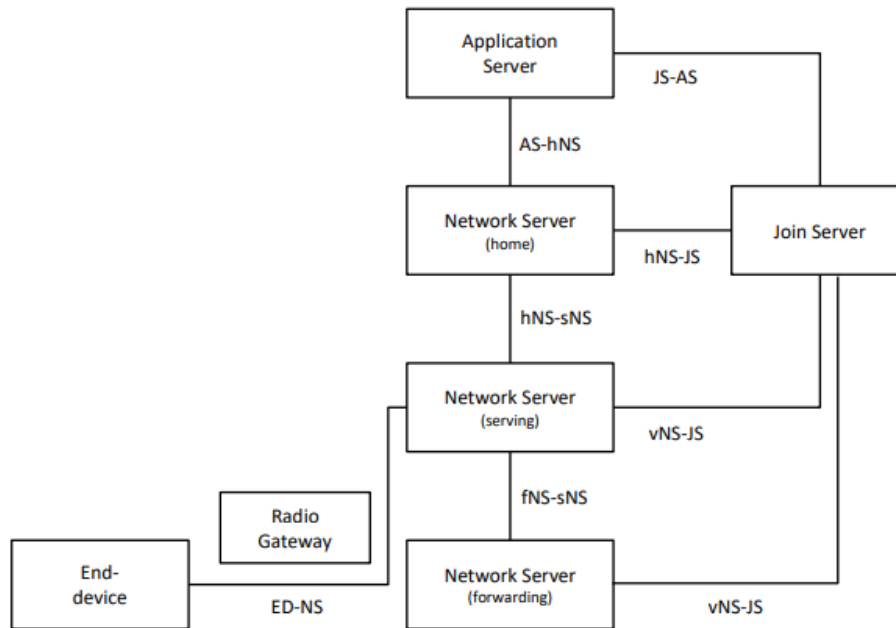 Application
Server
JS-AS
AS-hNS
Network Server
(home)
Join Server
hNS-JS
hNS-sNS
Network Server
(serving)
vNS-JS
fNS-sNS
Radio
Gateway
End-
device
ED-NS
Network Server
(forwarding)
vNS-JS